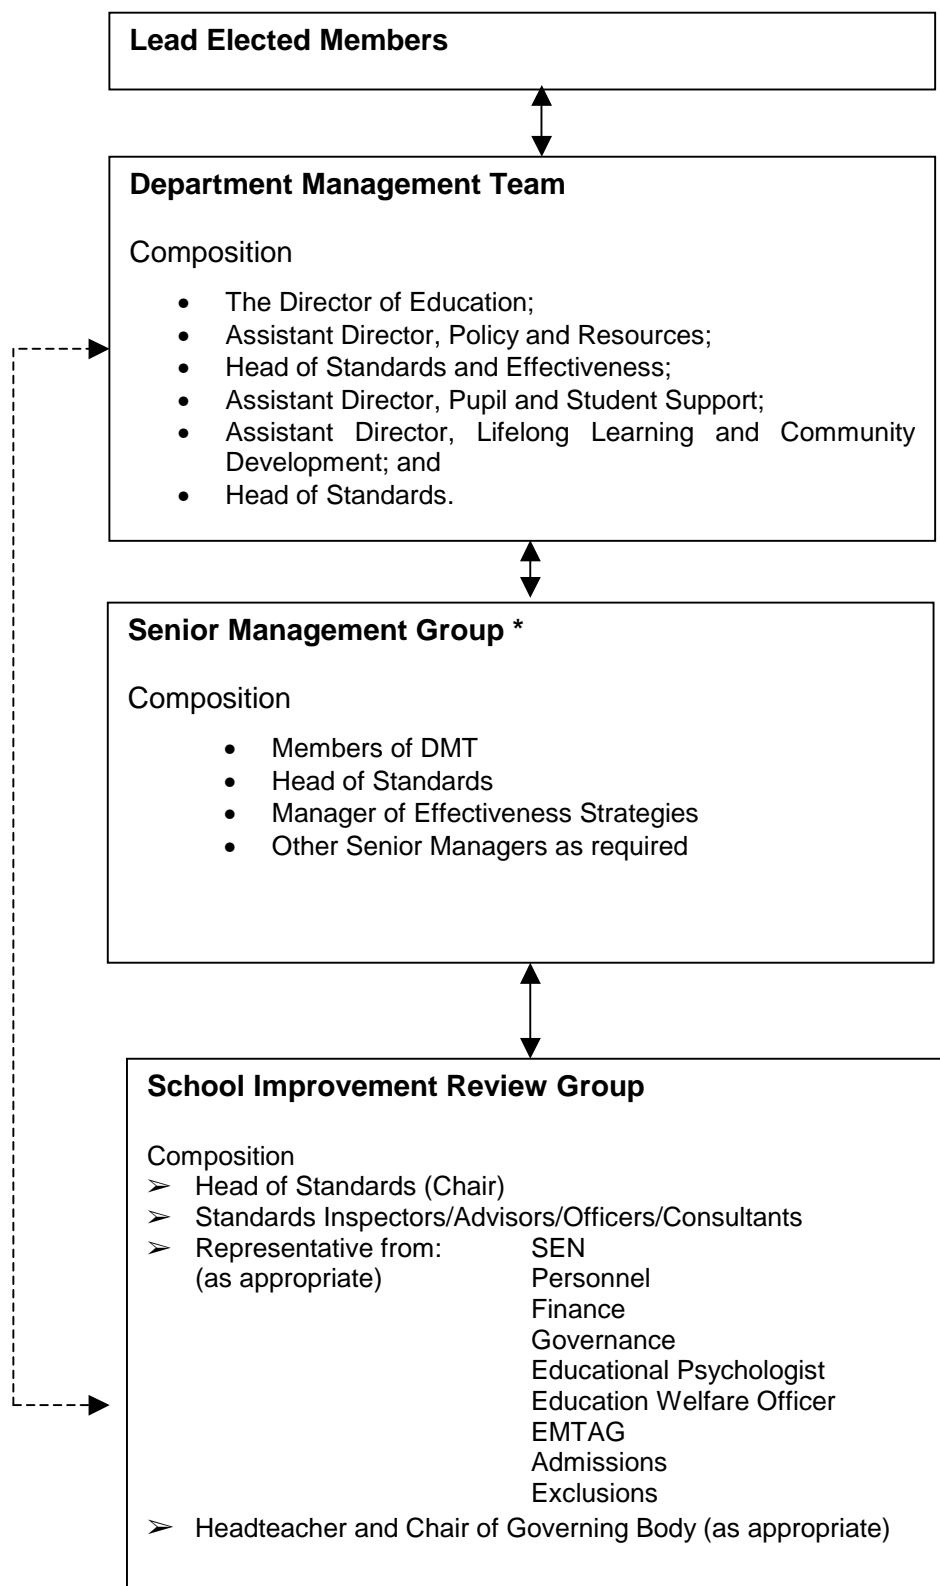 Lead Elected Members
Department Management Team
Composition
• The Director of Education;
• Assistant Director, Policy and Resources;
• Head of Standards and Effectiveness;
• Assistant Director, Pupil and Student Support;
• Assistant Director, Lifelong Learning and Community
Development; and
• Head of Standards.
Senior Management Group *
Composition
• Members of DMT
• Head of Standards
• Manager of Effectiveness Strategies
• Other Senior Managers as required
School Improvement Review Group
Composition
➢ Head of Standards (Chair)
➢ Standards Inspectors/Advisors/Officers/Consultants
➢ Representative from: SEN
(as appropriate) Personnel
Finance
Governance
Educational Psychologist
Education Welfare Officer
EMTAG
Admissions
Exclusions
➢ Headteacher and Chair of Governing Body (as appropriate)